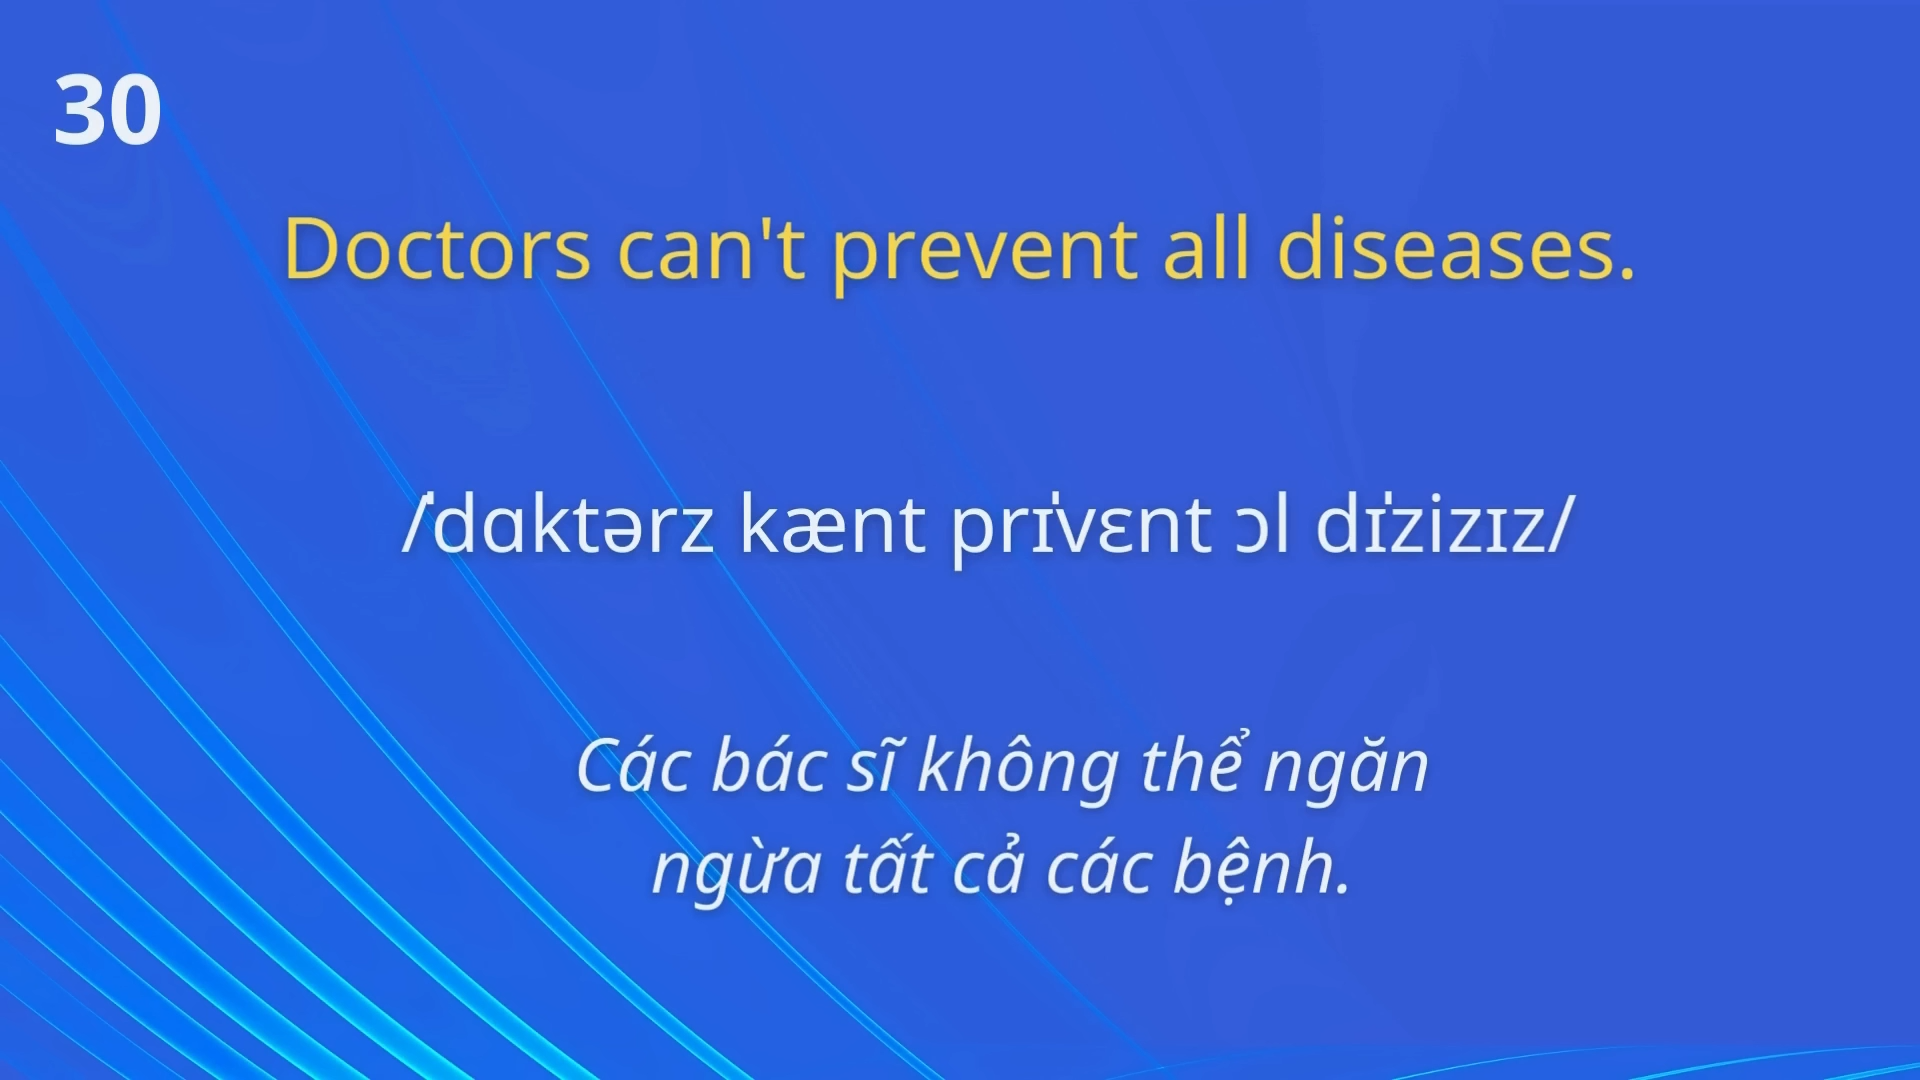 30
Doctors can't prevent all diseases.
/ˈdɑktərz kænt prɪˈvɛnt ɔl dɪˈzizɪz/
Các bác sĩ không thể ngăn
ngừa tất cả các bệnh.